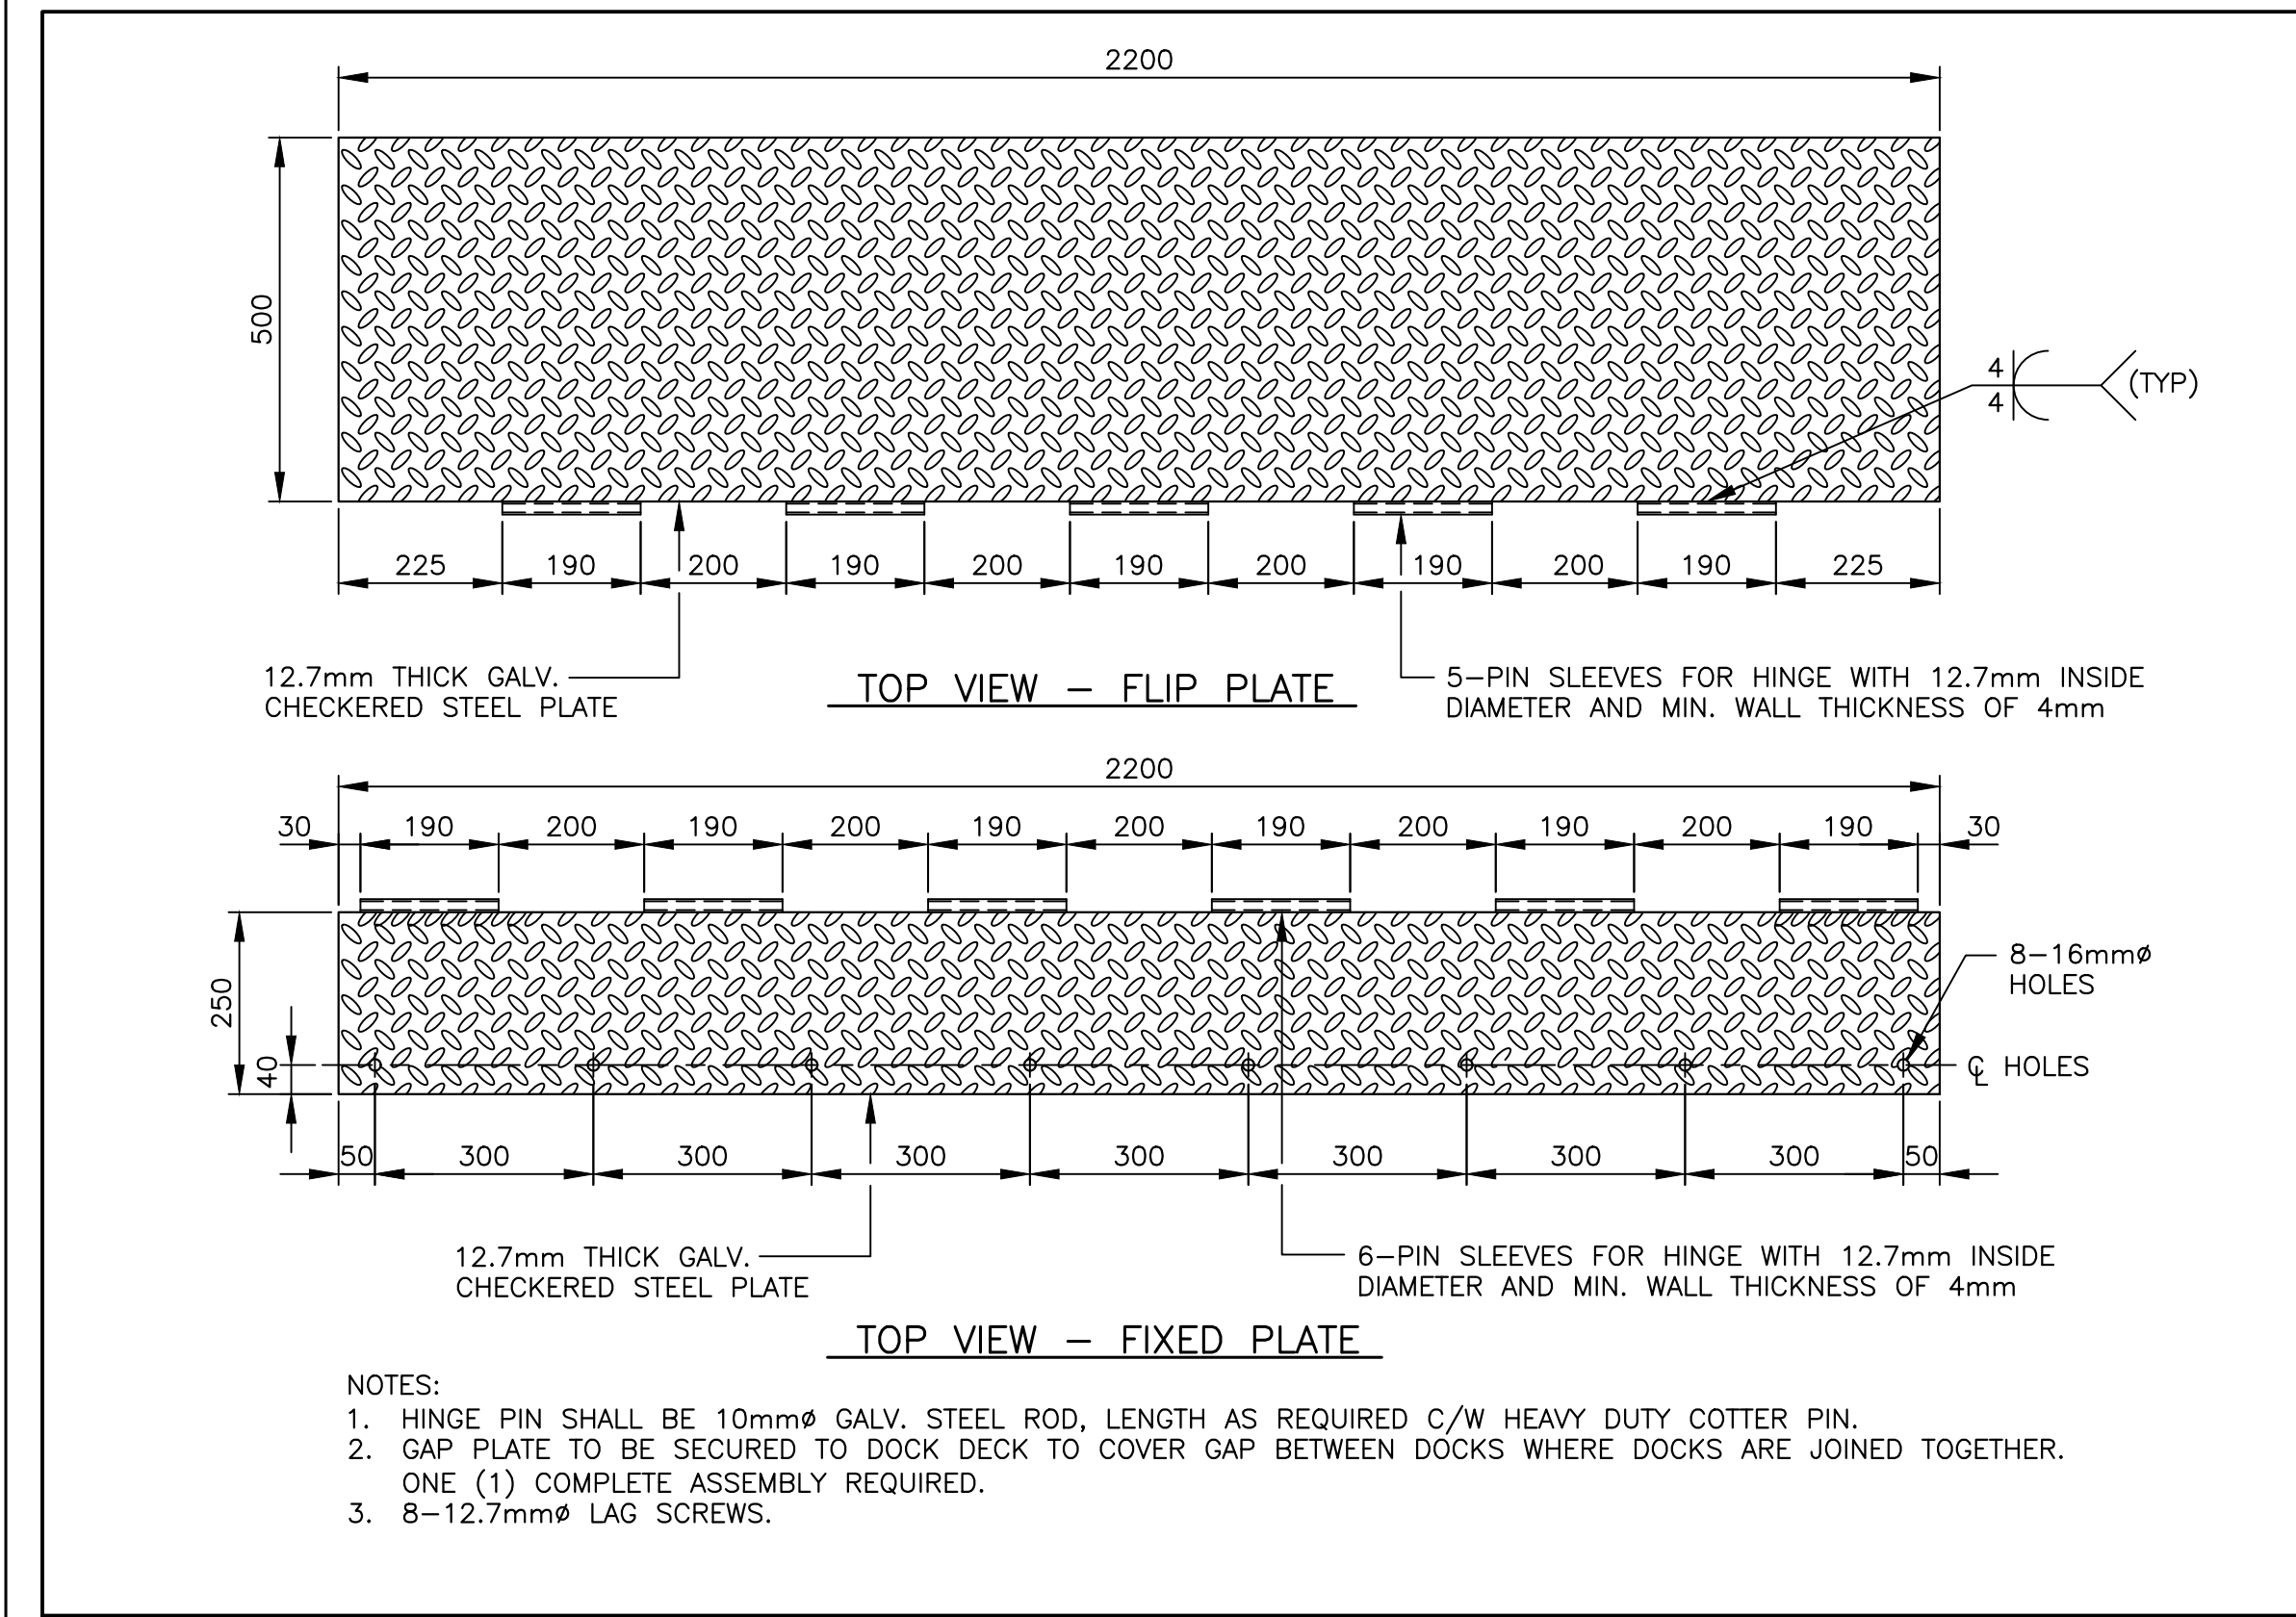 2200
500
4
4
(TYP)
225 190 200 190 200 190 200 190 200 190 225
12.7mm THICK GALV.
CHECKERED STEEL PLATE
TOP VIEW – FLIP PLATE
5–PIN SLEEVES FOR HINGE WITH 12.7mm INSIDE
DIAMETER AND MIN. WALL THICKNESS OF 4mm
2200
30 190 200 190 200 190 200 190 200 190 200 190 30
250
40
8–16mmø
HOLES
℄ HOLES
50 300 300 300 300 300 300 300 50
12.7mm THICK GALV.
CHECKERED STEEL PLATE
6–PIN SLEEVES FOR HINGE WITH 12.7mm INSIDE
DIAMETER AND MIN. WALL THICKNESS OF 4mm
TOP VIEW – FIXED PLATE
NOTES:
1. HINGE PIN SHALL BE 10mmø GALV. STEEL ROD, LENGTH AS REQUIRED C/W HEAVY DUTY COTTER PIN.
2. GAP PLATE TO BE SECURED TO DOCK DECK TO COVER GAP BETWEEN DOCKS WHERE DOCKS ARE JOINED TOGETHER.
ONE (1) COMPLETE ASSEMBLY REQUIRED.
3. 8–12.7mmø LAG SCREWS.